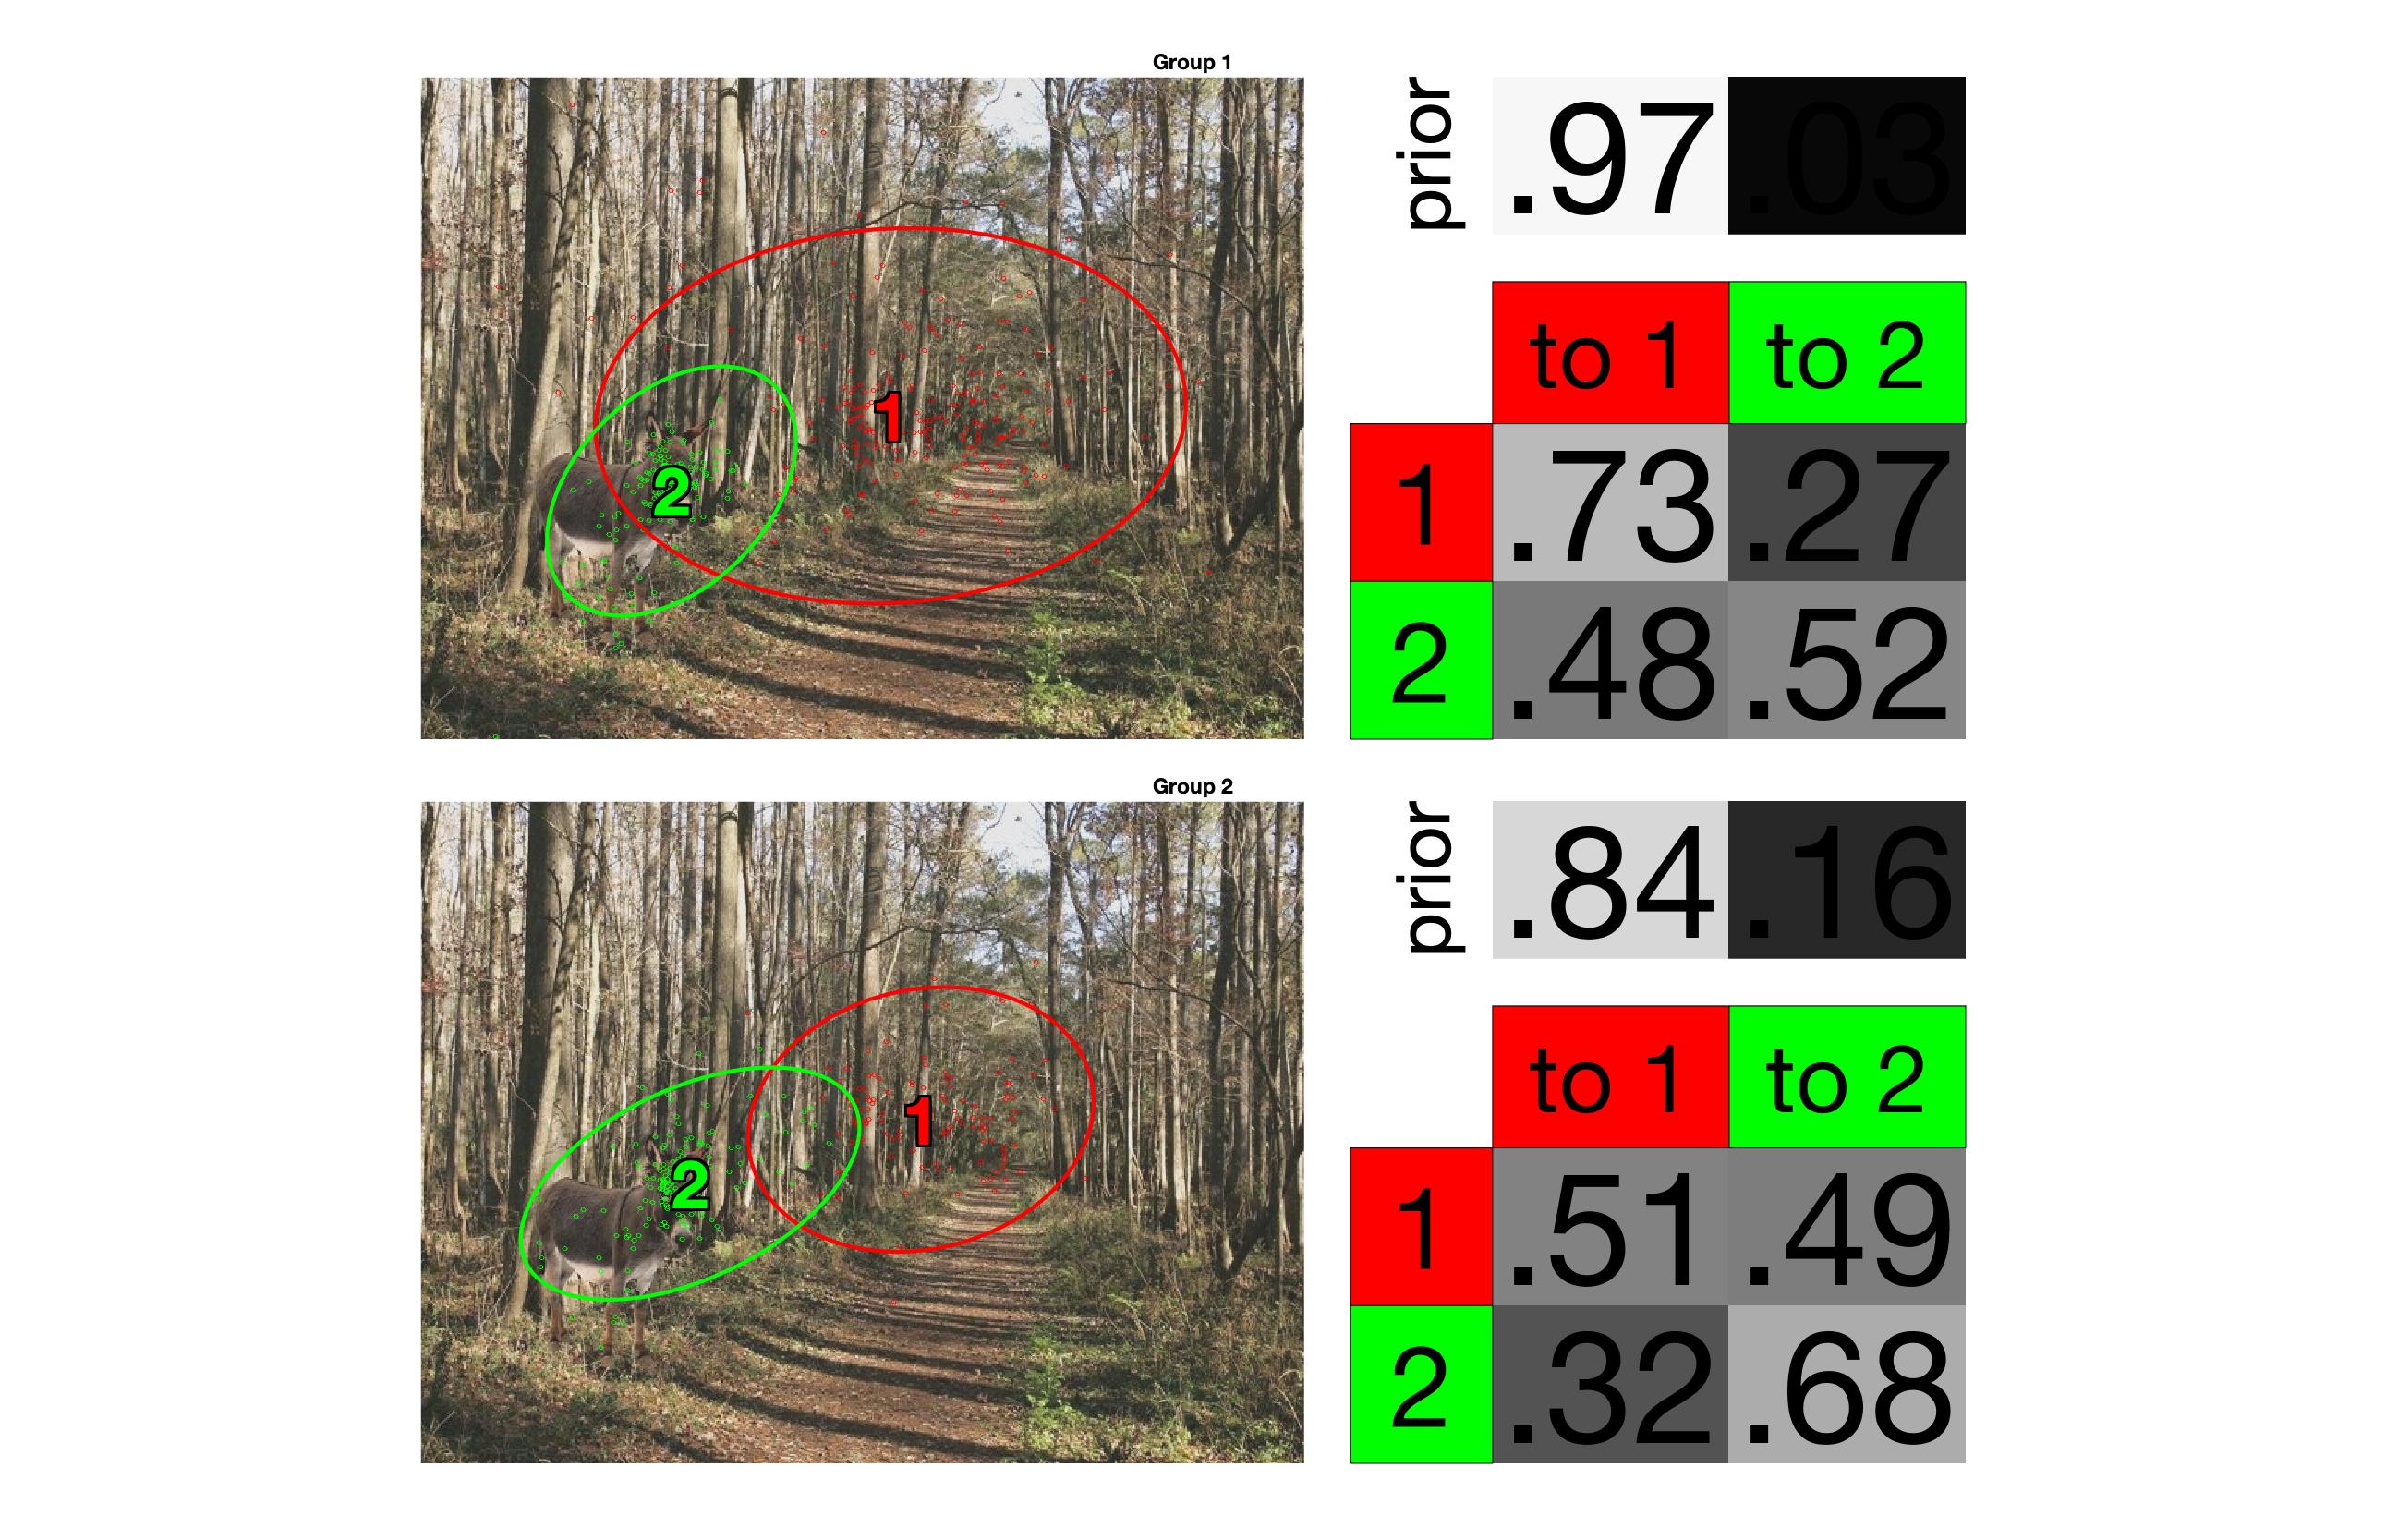 Group 1
1
2
prior
.97 .03
to 1 to 2
1 .73 .27
2 .48 .52
Group 2
1
2
prior
.84 .16
to 1 to 2
1 .51 .49
2 .32 .68